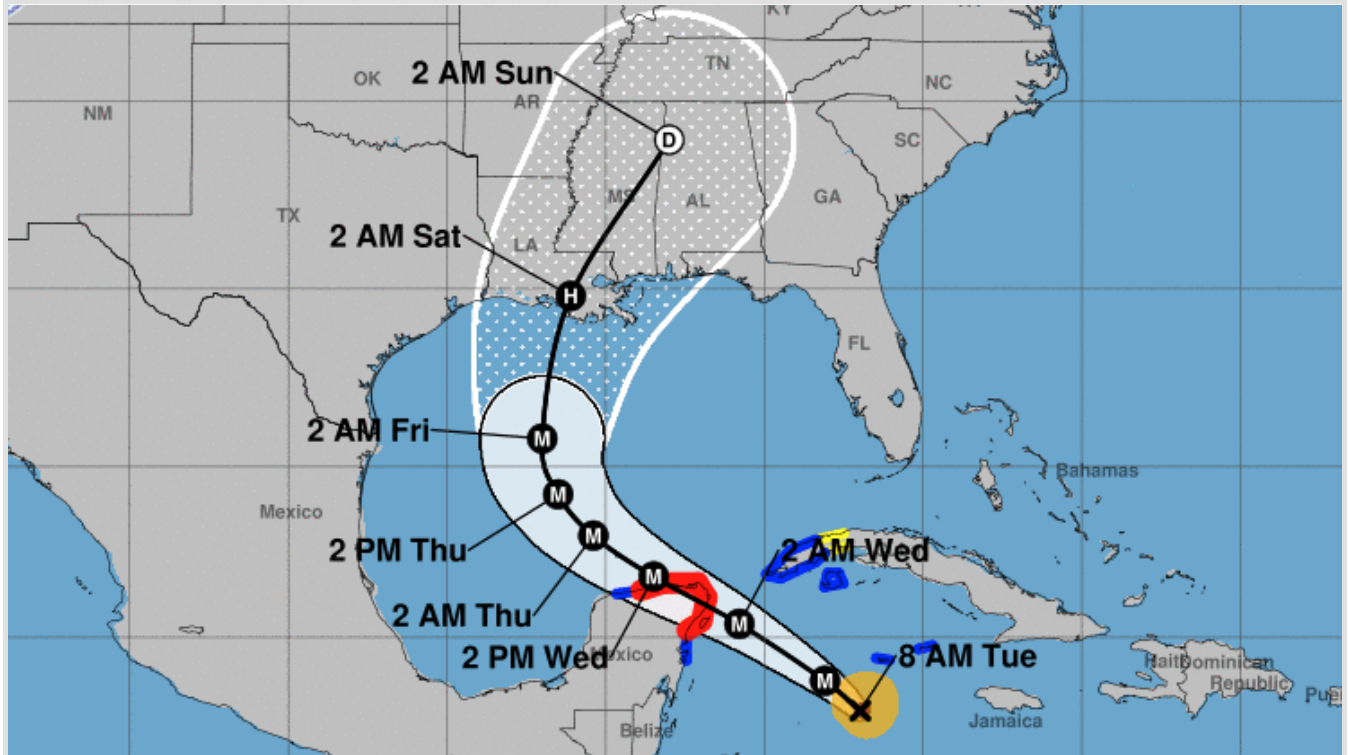 KY
TN
2 AM Sun
OK
AR
NC
NM
D
SC
MS
AL
GA
TX
2 AM Sat
LA
H
FL
2 AM Fri
M
Bahamas
M
Mexico
2 PM Thu
M
2 AM Wed
M
2 AM Thu
M
2 PM Wed
Mexico
8 AM Tue
Haiti
Dominican
Republic
M
Jamaica
Belize